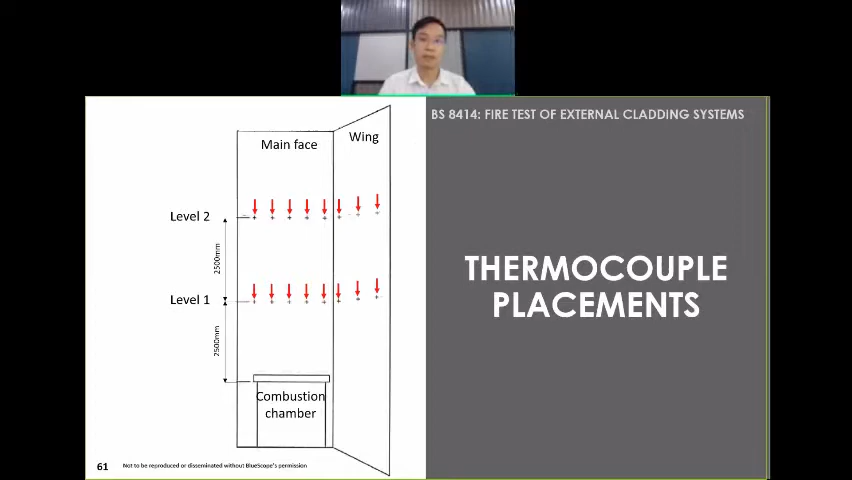 BS 8414: FIRE TEST OF EXTERNAL CLADDING SYSTEMS
Main face
Wing
Level 2
2500mm
Level 1
2500mm
Combustion
chamber
THERMOCOUPLE
PLACEMENTS
61
Not to be reproduced or disseminated without BlueScope's permission